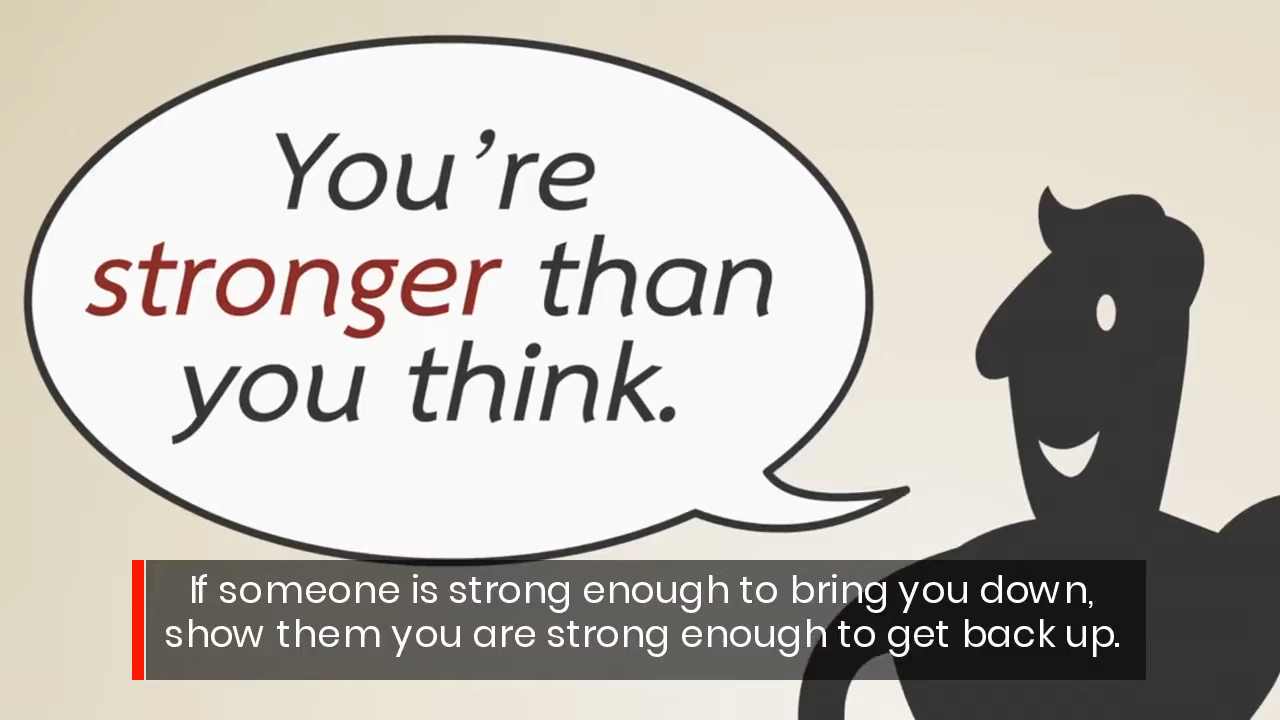 You’re
stronger than
you think.
If someone is strong enough to bring you down,
show them you are strong enough to get back up.